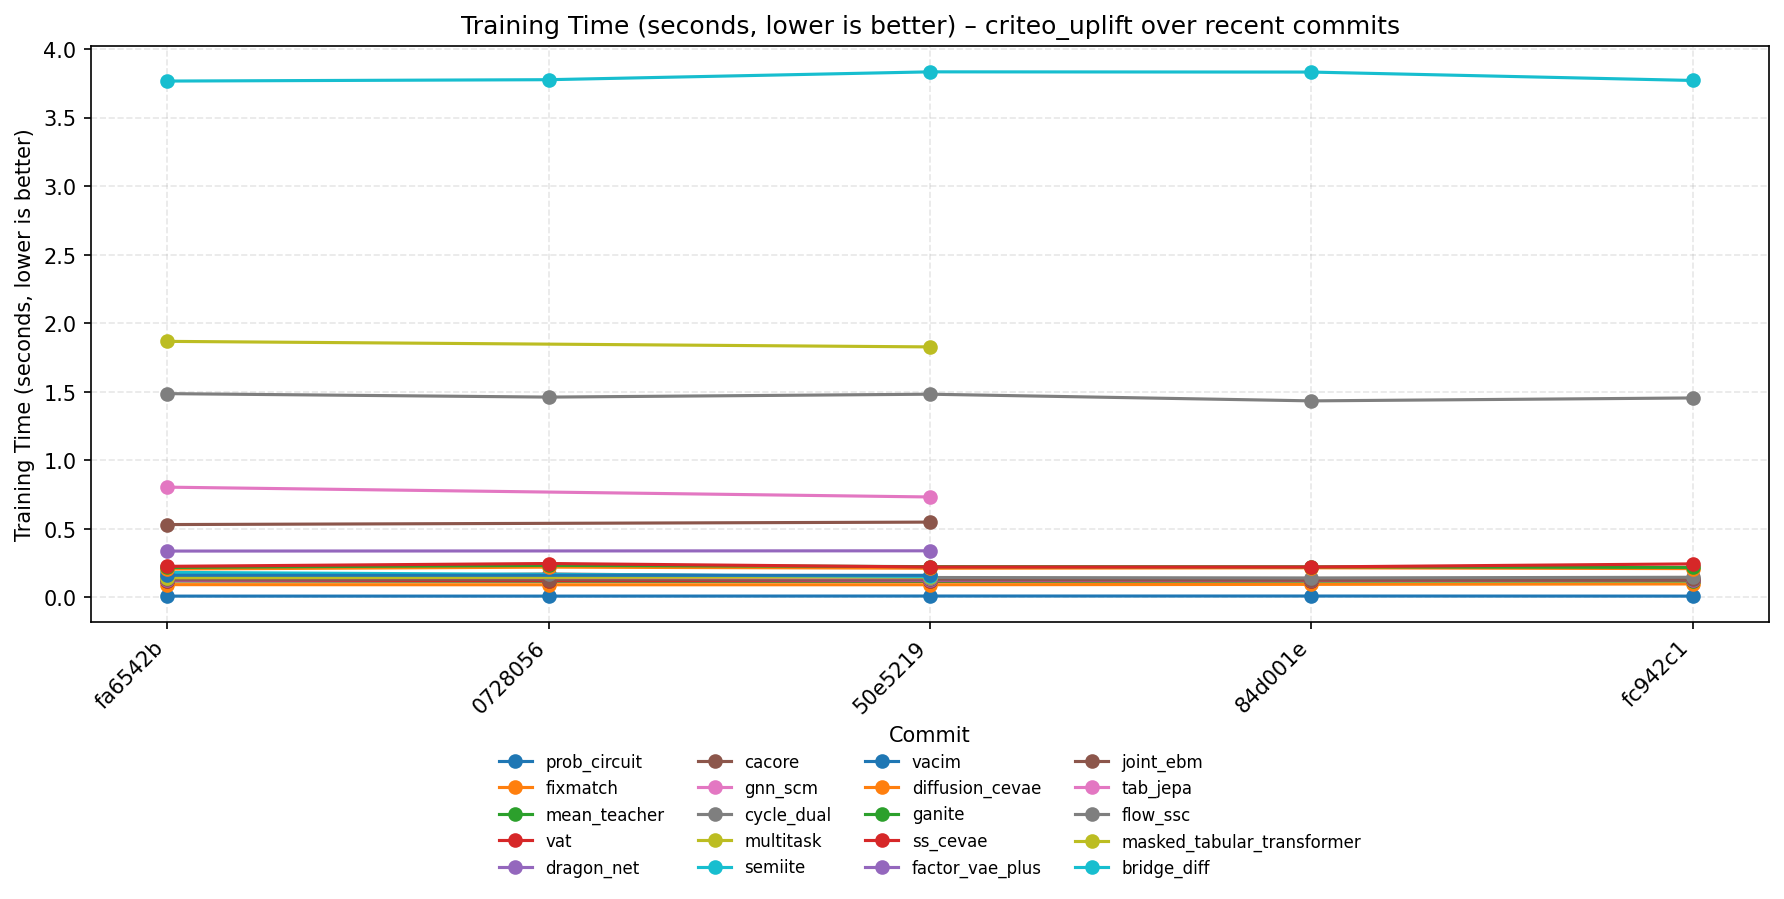 Training Time (seconds, lower is better) – criteo_uplift over recent commits
Training Time (seconds, lower is better)
4.0
3.5
3.0
2.5
2.0
1.5
1.0
0.5
0.0
fa6542b
0728056
50e5219
84d001e
fc942c1
Commit
prob_circuit
fixmatch
mean_teacher
vat
dragon_net
cacore
gnn_scm
cycle_dual
multitask
semiite
vacim
diffusion_cevae
ganite
ss_cevae
factor_vae_plus
joint_ebm
tab_jepa
flow_ssc
masked_tabular_transformer
bridge_diff